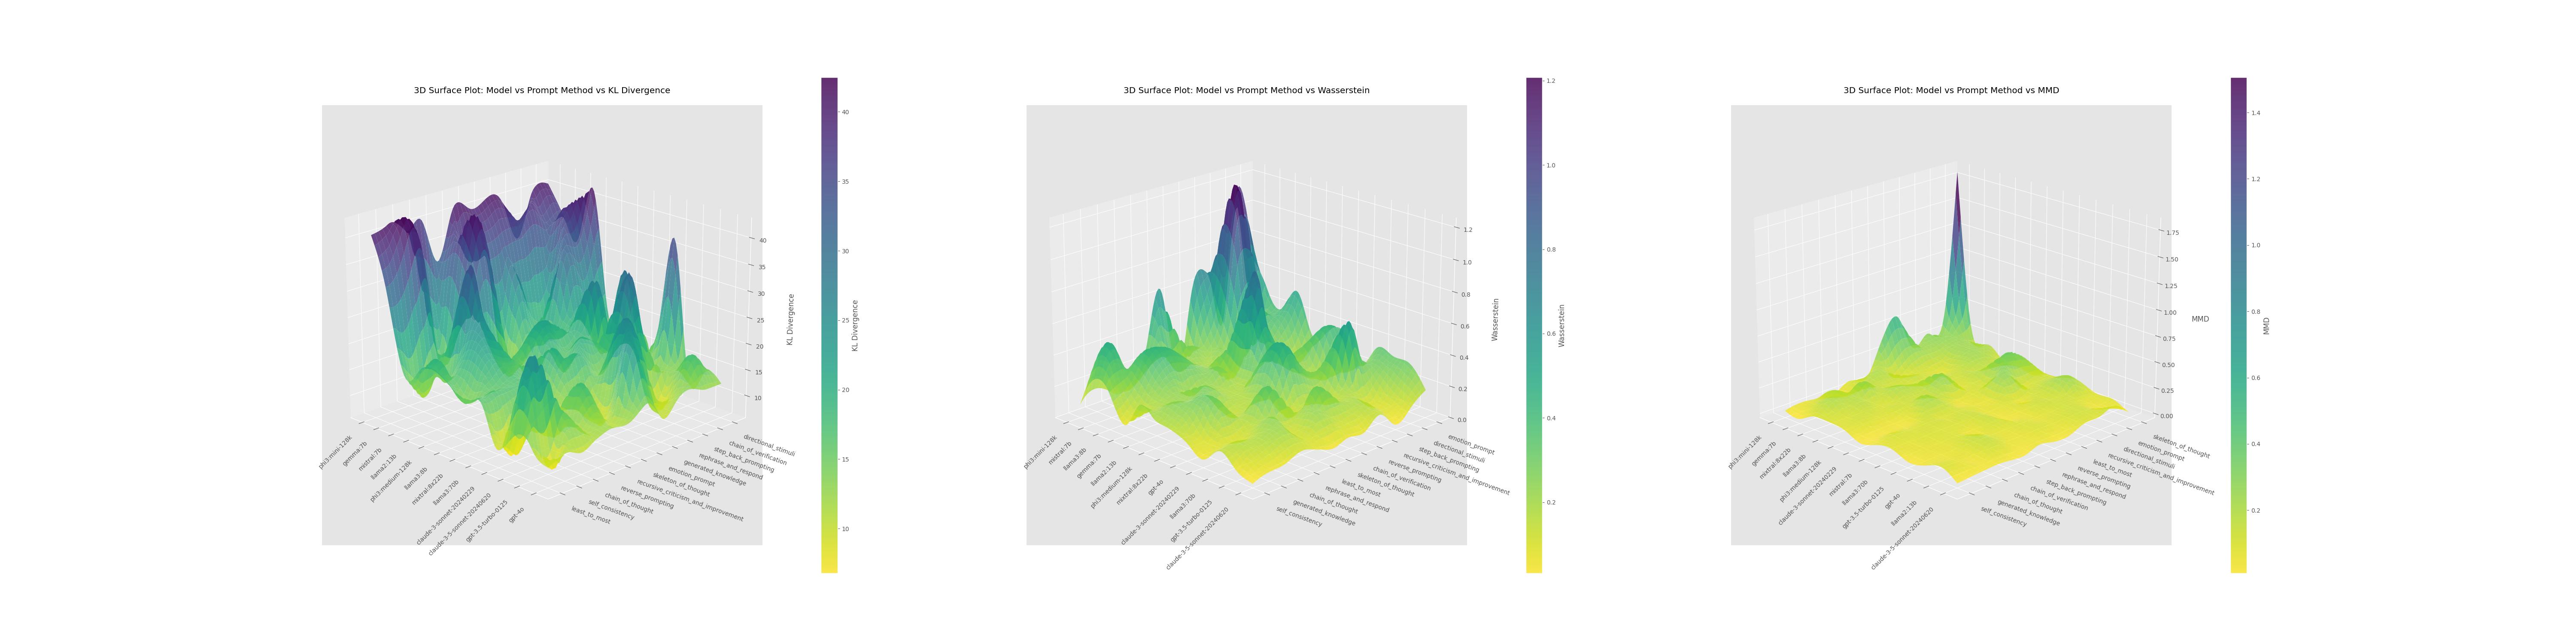 3D Surface Plot: Model vs Prompt Method vs KL Divergence
40
35
30
25
20
15
10
KL Divergence
phi3:mini-128k
gemma:7b
mistral:7b
llama2:13b
phi3:medium-128k
llama3:8b
mixtral:8x22b
llama3:70b
claude-3-sonnet-20240229
claude-3-5-sonnet-20240620
gpt-3.5-turbo-0125
gpt-4o
directional_stimuli
chain_of_verification
step_back_prompting
rephrase_and_respond
generated_knowledge
emotion_prompt
skeleton_of_thought
recursive_criticism_and_improvement
reverse_prompting
chain_of_thought
self_consistency
least_to_most
40
35
30
25
20
15
10
KL Divergence
3D Surface Plot: Model vs Prompt Method vs Wasserstein
1.2
1.0
0.8
0.6
0.4
0.2
0.0
Wasserstein
phi3:mini-128k
mistral:7b
llama3:8b
gemma:7b
llama2:13b
phi3:medium-128k
mixtral:8x22b
gpt-4o
claude-3-sonnet-20240229
llama3:70b
gpt-3.5-turbo-0125
claude-3-5-sonnet-20240620
emotion_prompt
directional_stimuli
step_back_prompting
recursive_criticism_and_improvement
reverse_prompting
chain_of_verification
skeleton_of_thought
least_to_most
rephrase_and_respond
chain_of_thought
generated_knowledge
self_consistency
1.2
1.0
0.8
0.6
0.4
0.2
Wasserstein
3D Surface Plot: Model vs Prompt Method vs MMD
1.75
1.50
1.25
1.00
0.75
0.50
0.25
0.00
MMD
phi3:mini-128k
gemma:7b
mixtral:8x22b
llama3:8b
phi3:medium-128k
claude-3-sonnet-20240229
mistral:7b
llama3:70b
gpt-3.5-turbo-0125
gpt-4o
llama2:13b
claude-3-5-sonnet-20240620
skeleton_of_thought
emotion_prompt
directional_stimuli
recursive_criticism_and_improvement
least_to_most
reverse_prompting
rephrase_and_respond
step_back_prompting
chain_of_verification
chain_of_thought
generated_knowledge
self_consistency
1.4
1.2
1.0
0.8
0.6
0.4
0.2
MMD